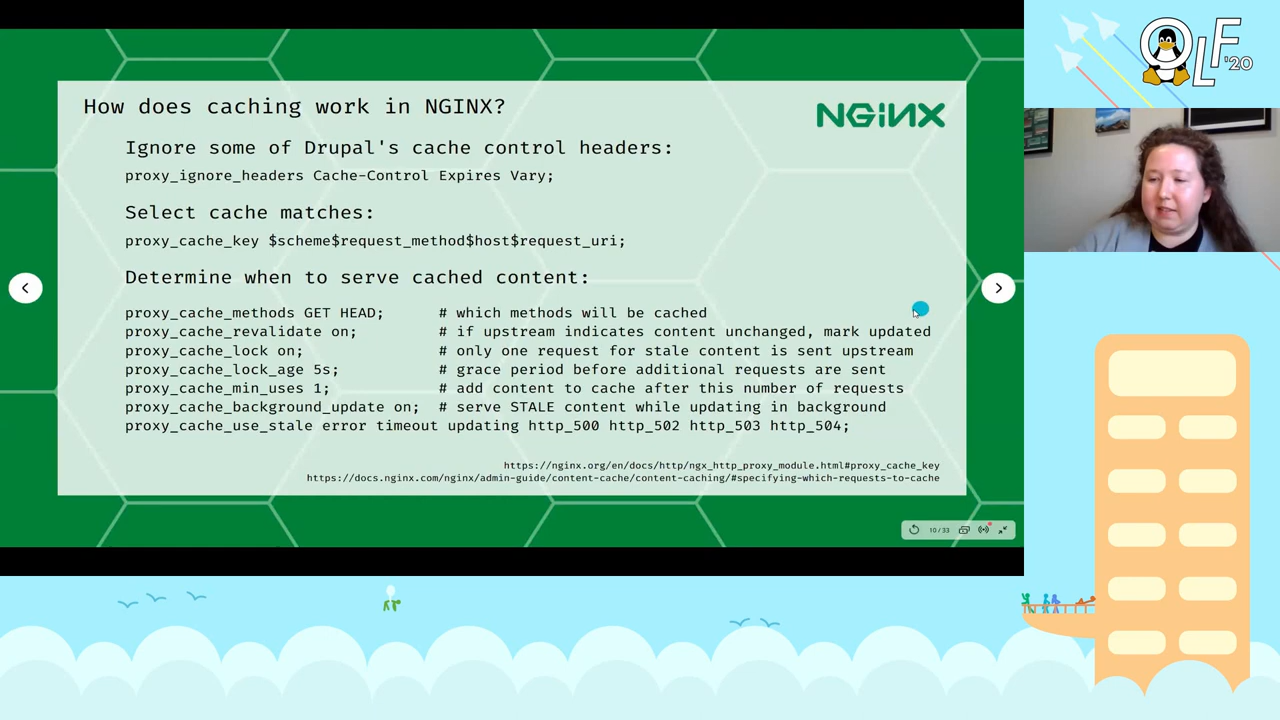 How does caching work in NGINX?
NGINX
Ignore some of Drupal's cache control headers:
proxy_ignore_headers Cache-Control Expires Vary;
Select cache matches:
proxy_cache_key $scheme$request_method$host$request_uri;
Determine when to serve cached content:
proxy_cache_methods GET HEAD; # which methods will be cached
proxy_cache_revalidate on; # if upstream indicates content unchanged, mark updated
proxy_cache_lock on; # only one request for stale content is sent upstream
proxy_cache_lock_age 5s; # grace period before additional requests are sent
proxy_cache_min_uses 1; # add content to cache after this number of requests
proxy_cache_background_update on; # serve STALE content while updating in background
proxy_cache_use_stale error timeout updating http_500 http_502 http_503 http_504;
https://nginx.org/en/docs/http/ngx_http_proxy_module.html#proxy_cache_key
https://docs.nginx.com/nginx/admin-guide/content-cache/content-caching/#specifying-which-requests-to-cache
10/33
OLF '20